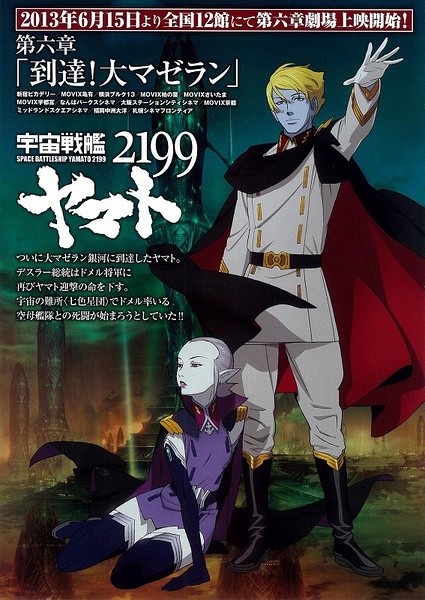 2013年6月15日より全国12館にて第六章劇場上映開始!
第六章
「到達!大マゼラン」
新宿ピカデリー/MOVIX亀有/横浜ブルク13/MOVIX柏の葉/MOVIXさいたま
MOVIX宇都宮/なんばパークスシネマ/大阪ステーションシティシネマ/MOVIX京都
ミッドランドスクエアシネマ/福岡中洲大洋/札幌シネマフロンティア
宇宙戦艦 2199
SPACE BATTLESHIP YAMATO 2199
ヤマト
ついに大マゼラン銀河に到達したヤマト。
デスラー総統はドメル将軍に
再びヤマト迎撃の命を下す。
宇宙の難所〈七色星団〉でドメル率いる
空母艦隊との死闘が始まろうとしていた!!